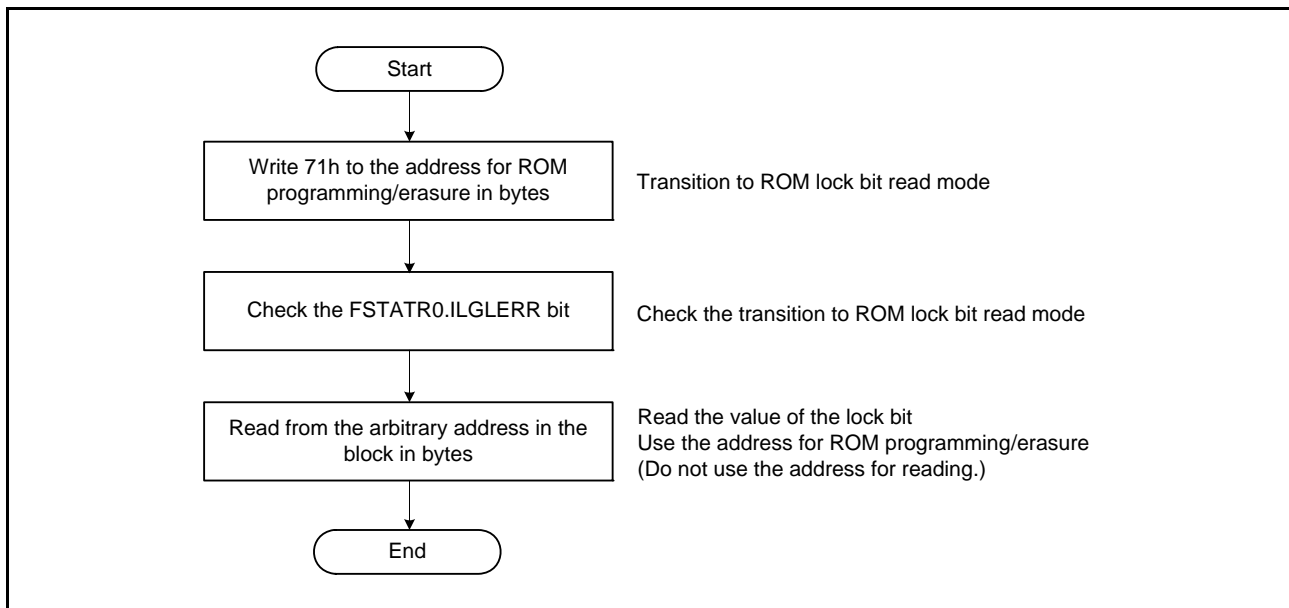 Start
Write 71h to the address for ROM
programming/erasure in bytes
Transition to ROM lock bit read mode
Check the FSTATR0.ILGLERR bit
Check the transition to ROM lock bit read mode
Read from the arbitrary address in the
block in bytes
Read the value of the lock bit
Use the address for ROM programming/erasure
(Do not use the address for reading.)
End